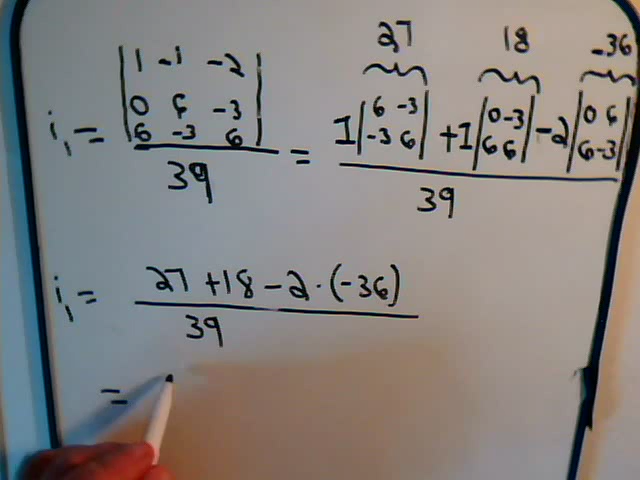 27 18 -36
i₁ = |1 -1 -2; 0 6 -3; 6 -3 6| / 39 = (1|6 -3; -3 6| + 1|0 -3; 6 6| - 2|0 6; 6 -3|) / 39
i₁ = (27 + 18 - 2 · (-36)) / 39
=